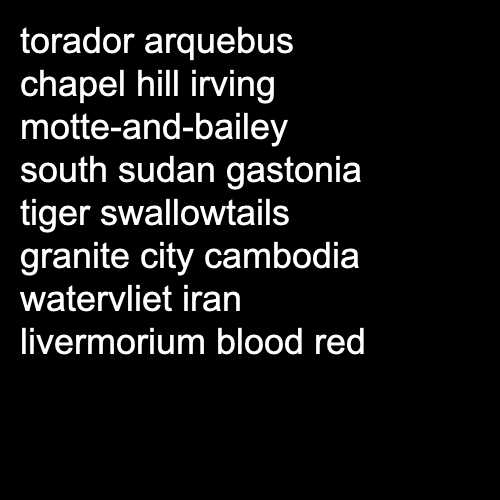 torador arquebus
chapel hill irving
motte-and-bailey
south sudan gastonia
tiger swallowtails
granite city cambodia
watervliet iran
livermorium blood red